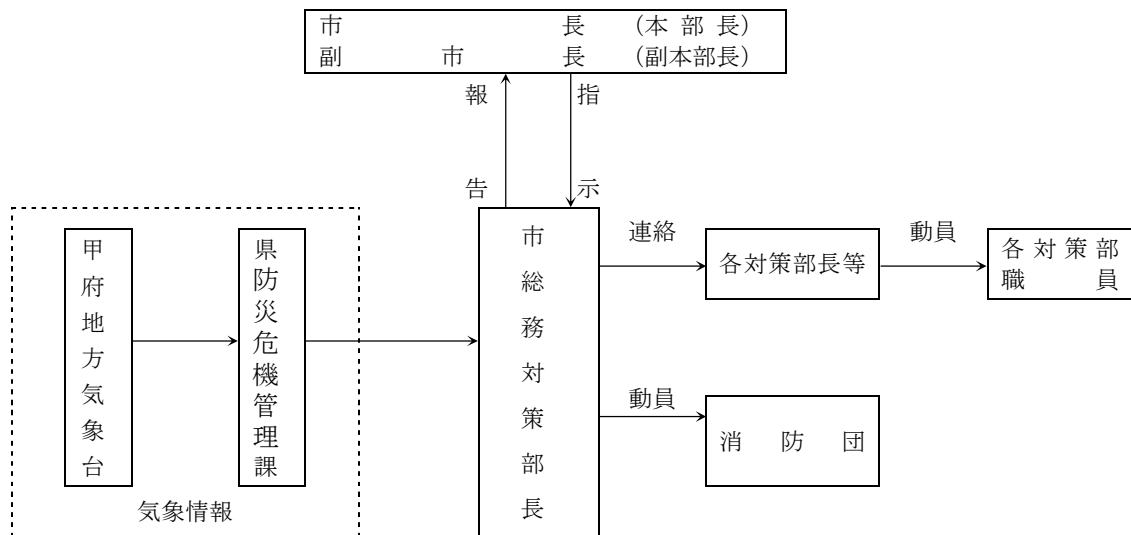 市長（本部長）
副市長（副本部長）
報告
指示
甲府地方気象台
県防災危機管理課
気象情報
市総務対策部長
連絡
各対策部長等
動員
各対策部
職員
動員
消防団